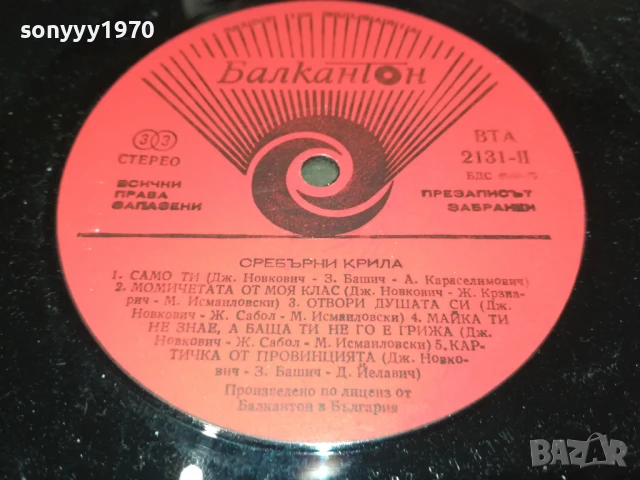 sonyyy1970
Балкантон
33
СТЕРЕО
ВТА
2131-II
БДС
ВСИЧКИ
ПРАВА
ЗАПАЗЕНИ
ПРЕЗАПИСЪТ
ЗАБРАНЕН
СРЕБЪРНИ КРИЛА
1. САМО ТИ (Дж. Новкович - З. Башич - А. Караселимович)
2. МОМИЧЕТАТА ОТ МОЯ КЛАС (Дж. Новкович - Ж. Крзна-
рич - М. Исмаиловски) 3. ОТВОРИ ДУШАТА СИ (Дж.
Новкович - Ж. Сабол - М. Исмаиловски) 4. МАЙКА ТИ
НЕ ЗНАЕ, А БАЩА ТИ НЕ ГО Е ГРИЖА (Дж.
Новкович - Ж. Сабол - М. Исмаиловски) 5. КАР-
ТИЧКА ОТ ПРОВИНЦИЯТА (Дж. Новко-
вич - З. Башич - Д. Йелавич)
Произведено по лиценз от
Балкантон в България
BAZAR